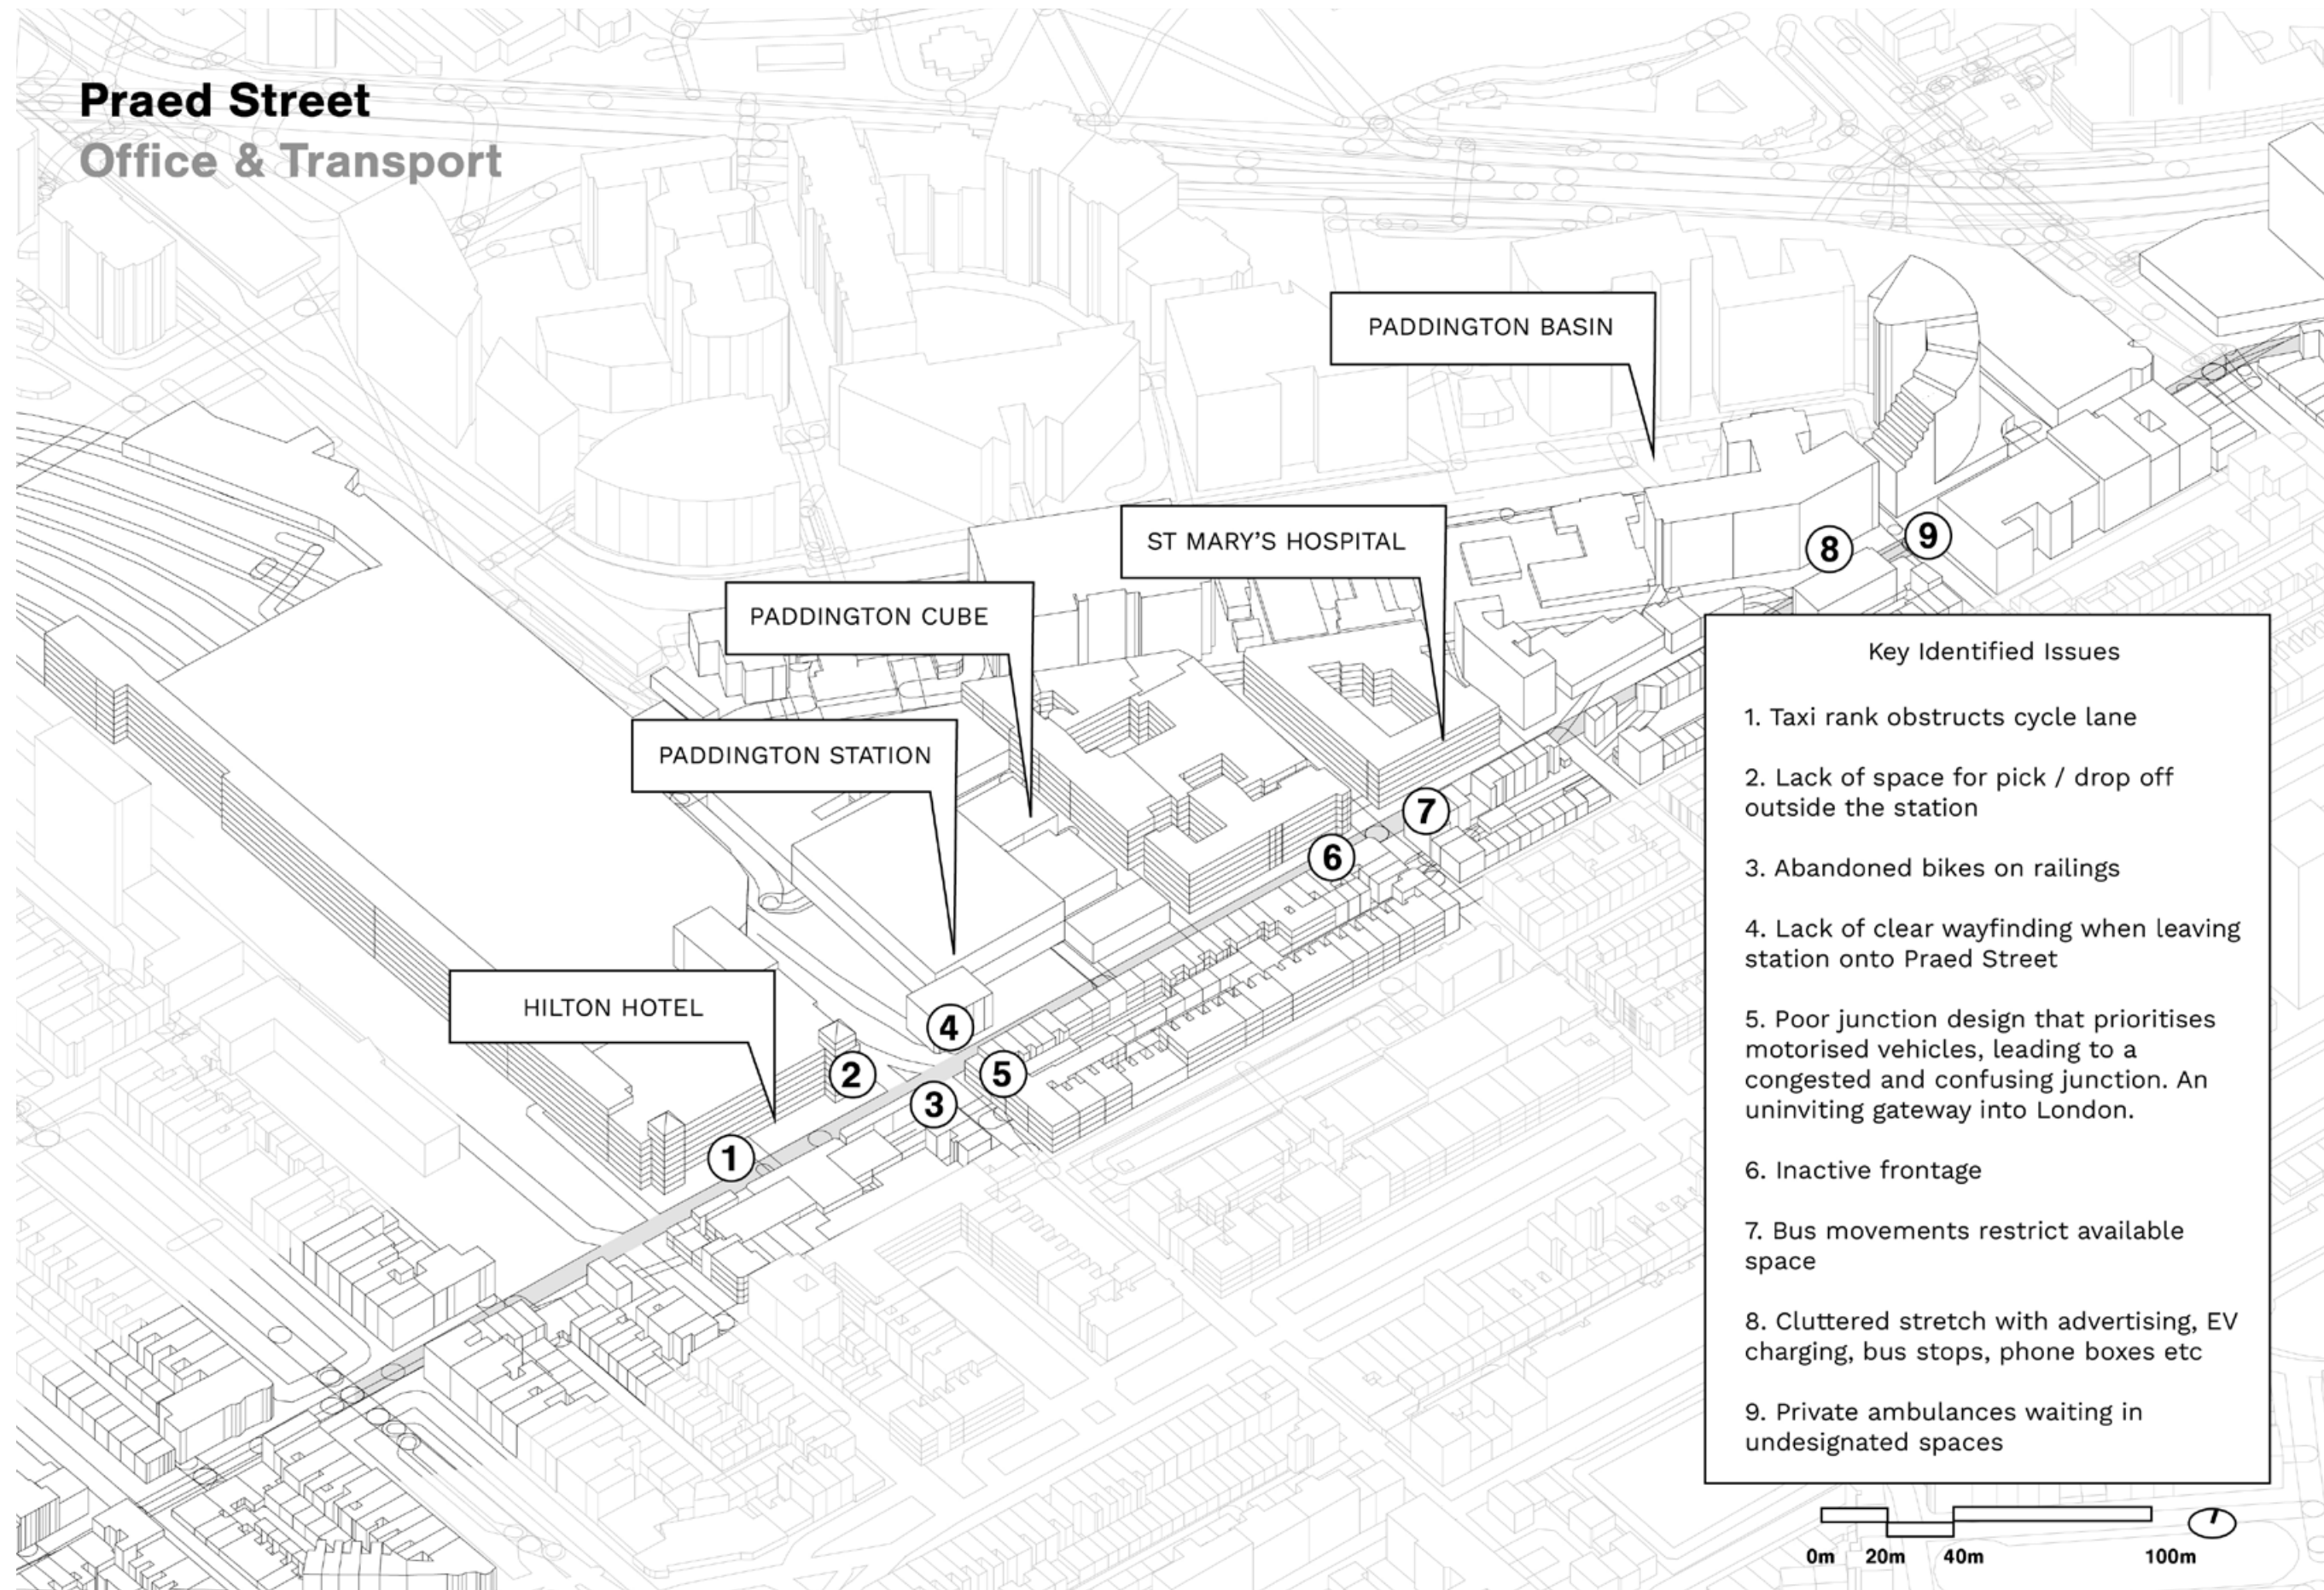 Praed Street
Office & Transport
PADDINGTON BASIN
ST MARY'S HOSPITAL
PADDINGTON CUBE
PADDINGTON STATION
HILTON HOTEL
1
2
3
4
5
6
7
8
9
Key Identified Issues
1. Taxi rank obstructs cycle lane
2. Lack of space for pick / drop off
outside the station
3. Abandoned bikes on railings
4. Lack of clear wayfinding when leaving
station onto Praed Street
5. Poor junction design that prioritises
motorised vehicles, leading to a
congested and confusing junction. An
uninviting gateway into London.
6. Inactive frontage
7. Bus movements restrict available
space
8. Cluttered stretch with advertising, EV
charging, bus stops, phone boxes etc
9. Private ambulances waiting in
undesignated spaces
0m 20m 40m 100m